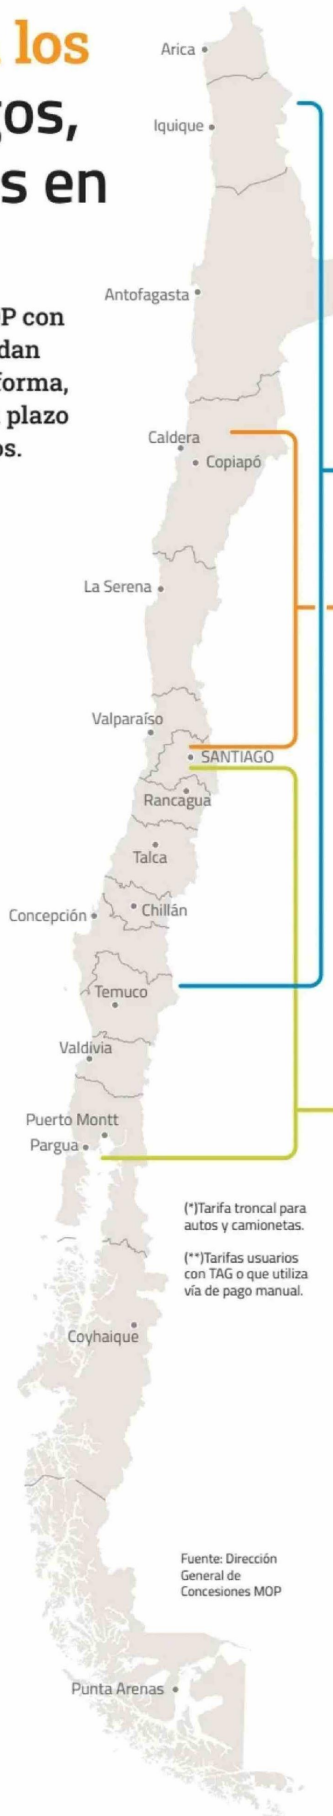 los
gos,
s en
P con
dan
forma,
plazo
os.
Arica
Iquique
Antofagasta
Caldera
Copiapó
La Serena
Valparaíso
SANTIAGO
Rancagua
Talca
Concepción
Chillán
Temuco
Valdivia
Puerto Montt
Pargua
(*)Tarifa troncal para
autos y camionetas.
(**)Tarifas usuarios
con TAG o que utiliza
vía de pago manual.
Coyhaique
Fuente: Dirección
General de
Concesiones MOP
Punta Arenas